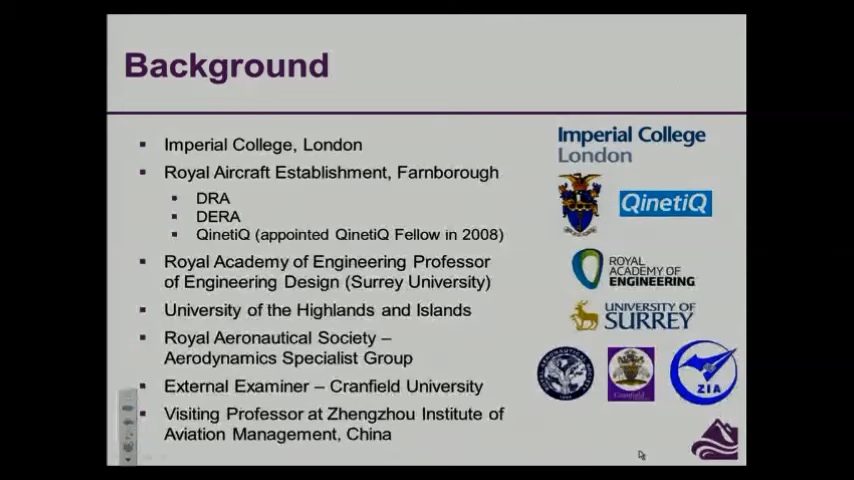 Background
Imperial College, London
Royal Aircraft Establishment, Farnborough
DRA
DERA
QinetiQ (appointed QinetiQ Fellow in 2008)
Royal Academy of Engineering Professor
of Engineering Design (Surrey University)
University of the Highlands and Islands
Royal Aeronautical Society –
Aerodynamics Specialist Group
External Examiner – Cranfield University
Visiting Professor at Zhengzhou Institute of
Aviation Management, China
Imperial College
London
QinetiQ
ROYAL
ACADEMY OF
ENGINEERING
UNIVERSITY OF
SURREY
Cranfield
ZIA